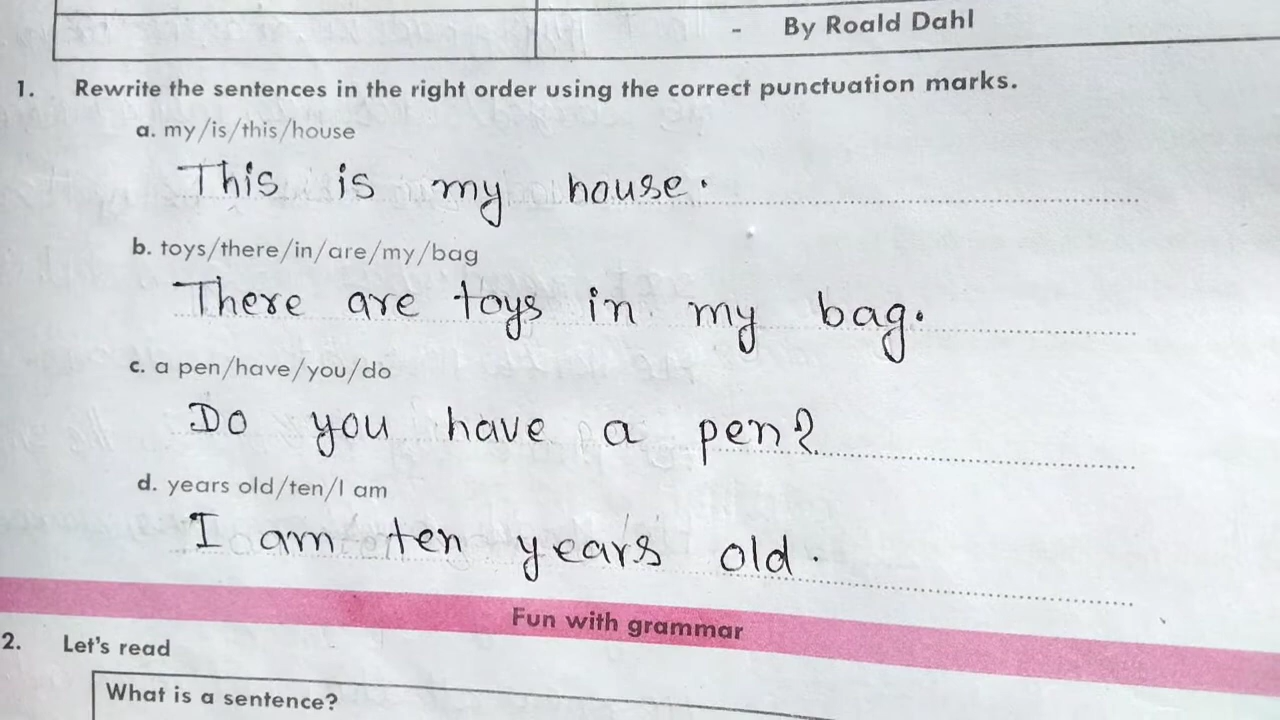 - By Roald Dahl
1. Rewrite the sentences in the right order using the correct punctuation marks.
a. my/is/this/house
This is my house.
b. toys/there/in/are/my/bag
There are toys in my bag.
c. a pen/have/you/do
Do you have a pen?
d. years old/ten/I am
I am ten years old.
Fun with grammar
2. Let's read
What is a sentence?